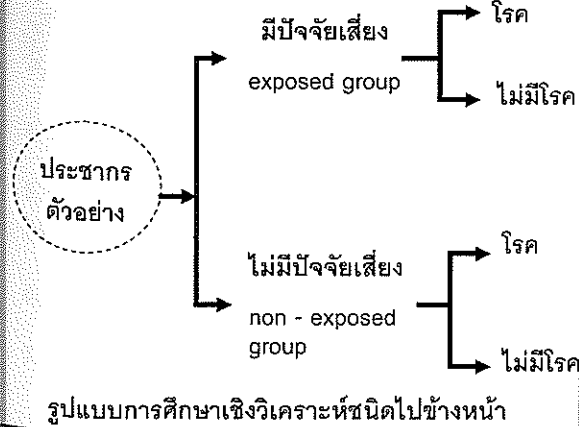 ประชากร
ตัวอย่าง
มีปัจจัยเสี่ยง
exposed group
โรค
ไม่มีโรค
ไม่มีปัจจัยเสี่ยง
non - exposed
group
โรค
ไม่มีโรค
รูปแบบการศึกษาเชิงวิเคราะห์ชนิดไปข้างหน้า